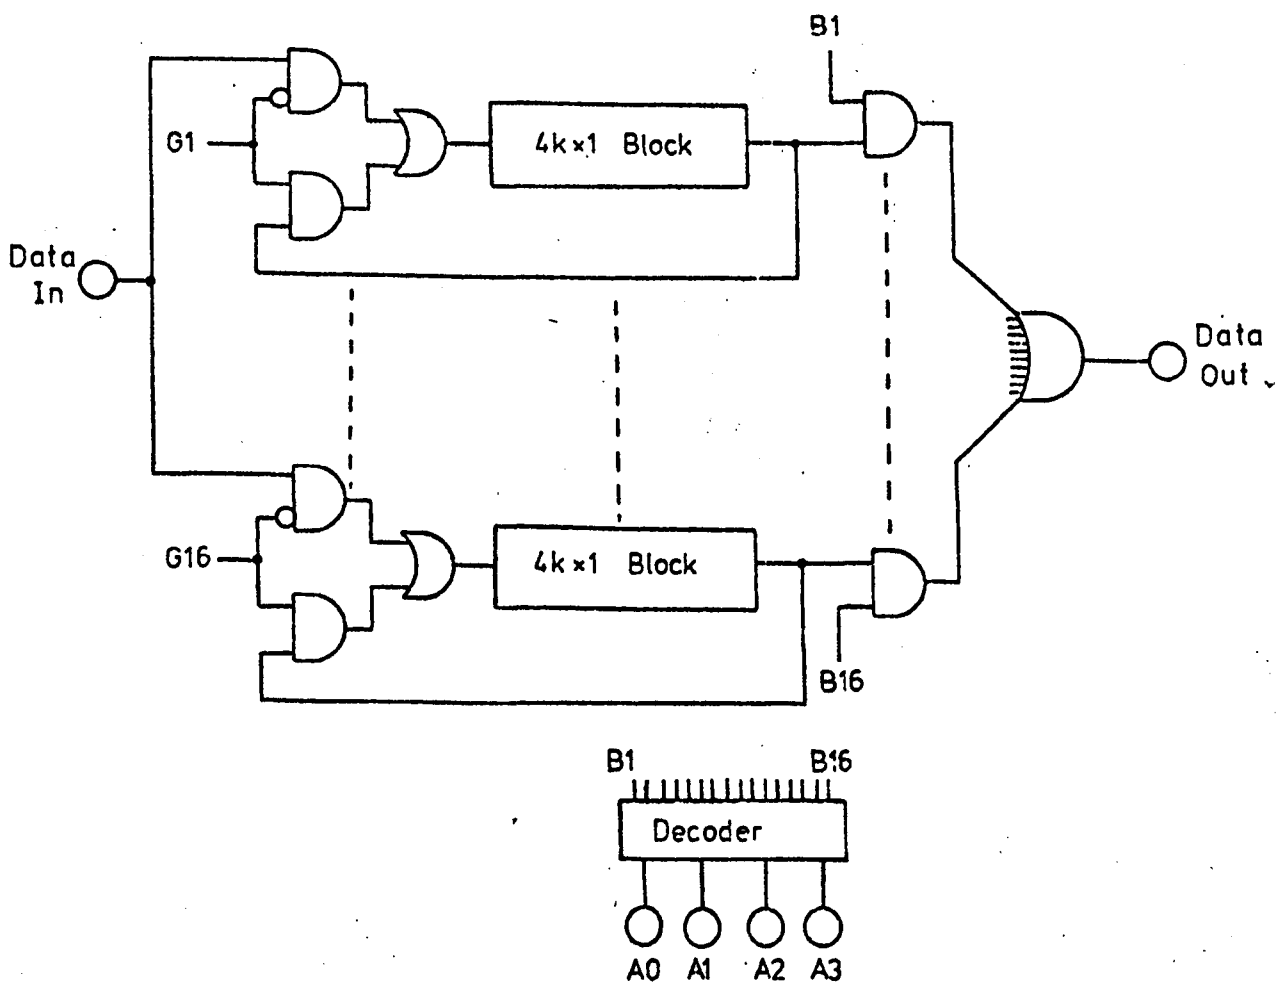 B1
G1
4k×1 Block
Data
In
Data
Out
G16
4k×1 Block
B16
B1
B16
Decoder
A0
A1
A2
A3